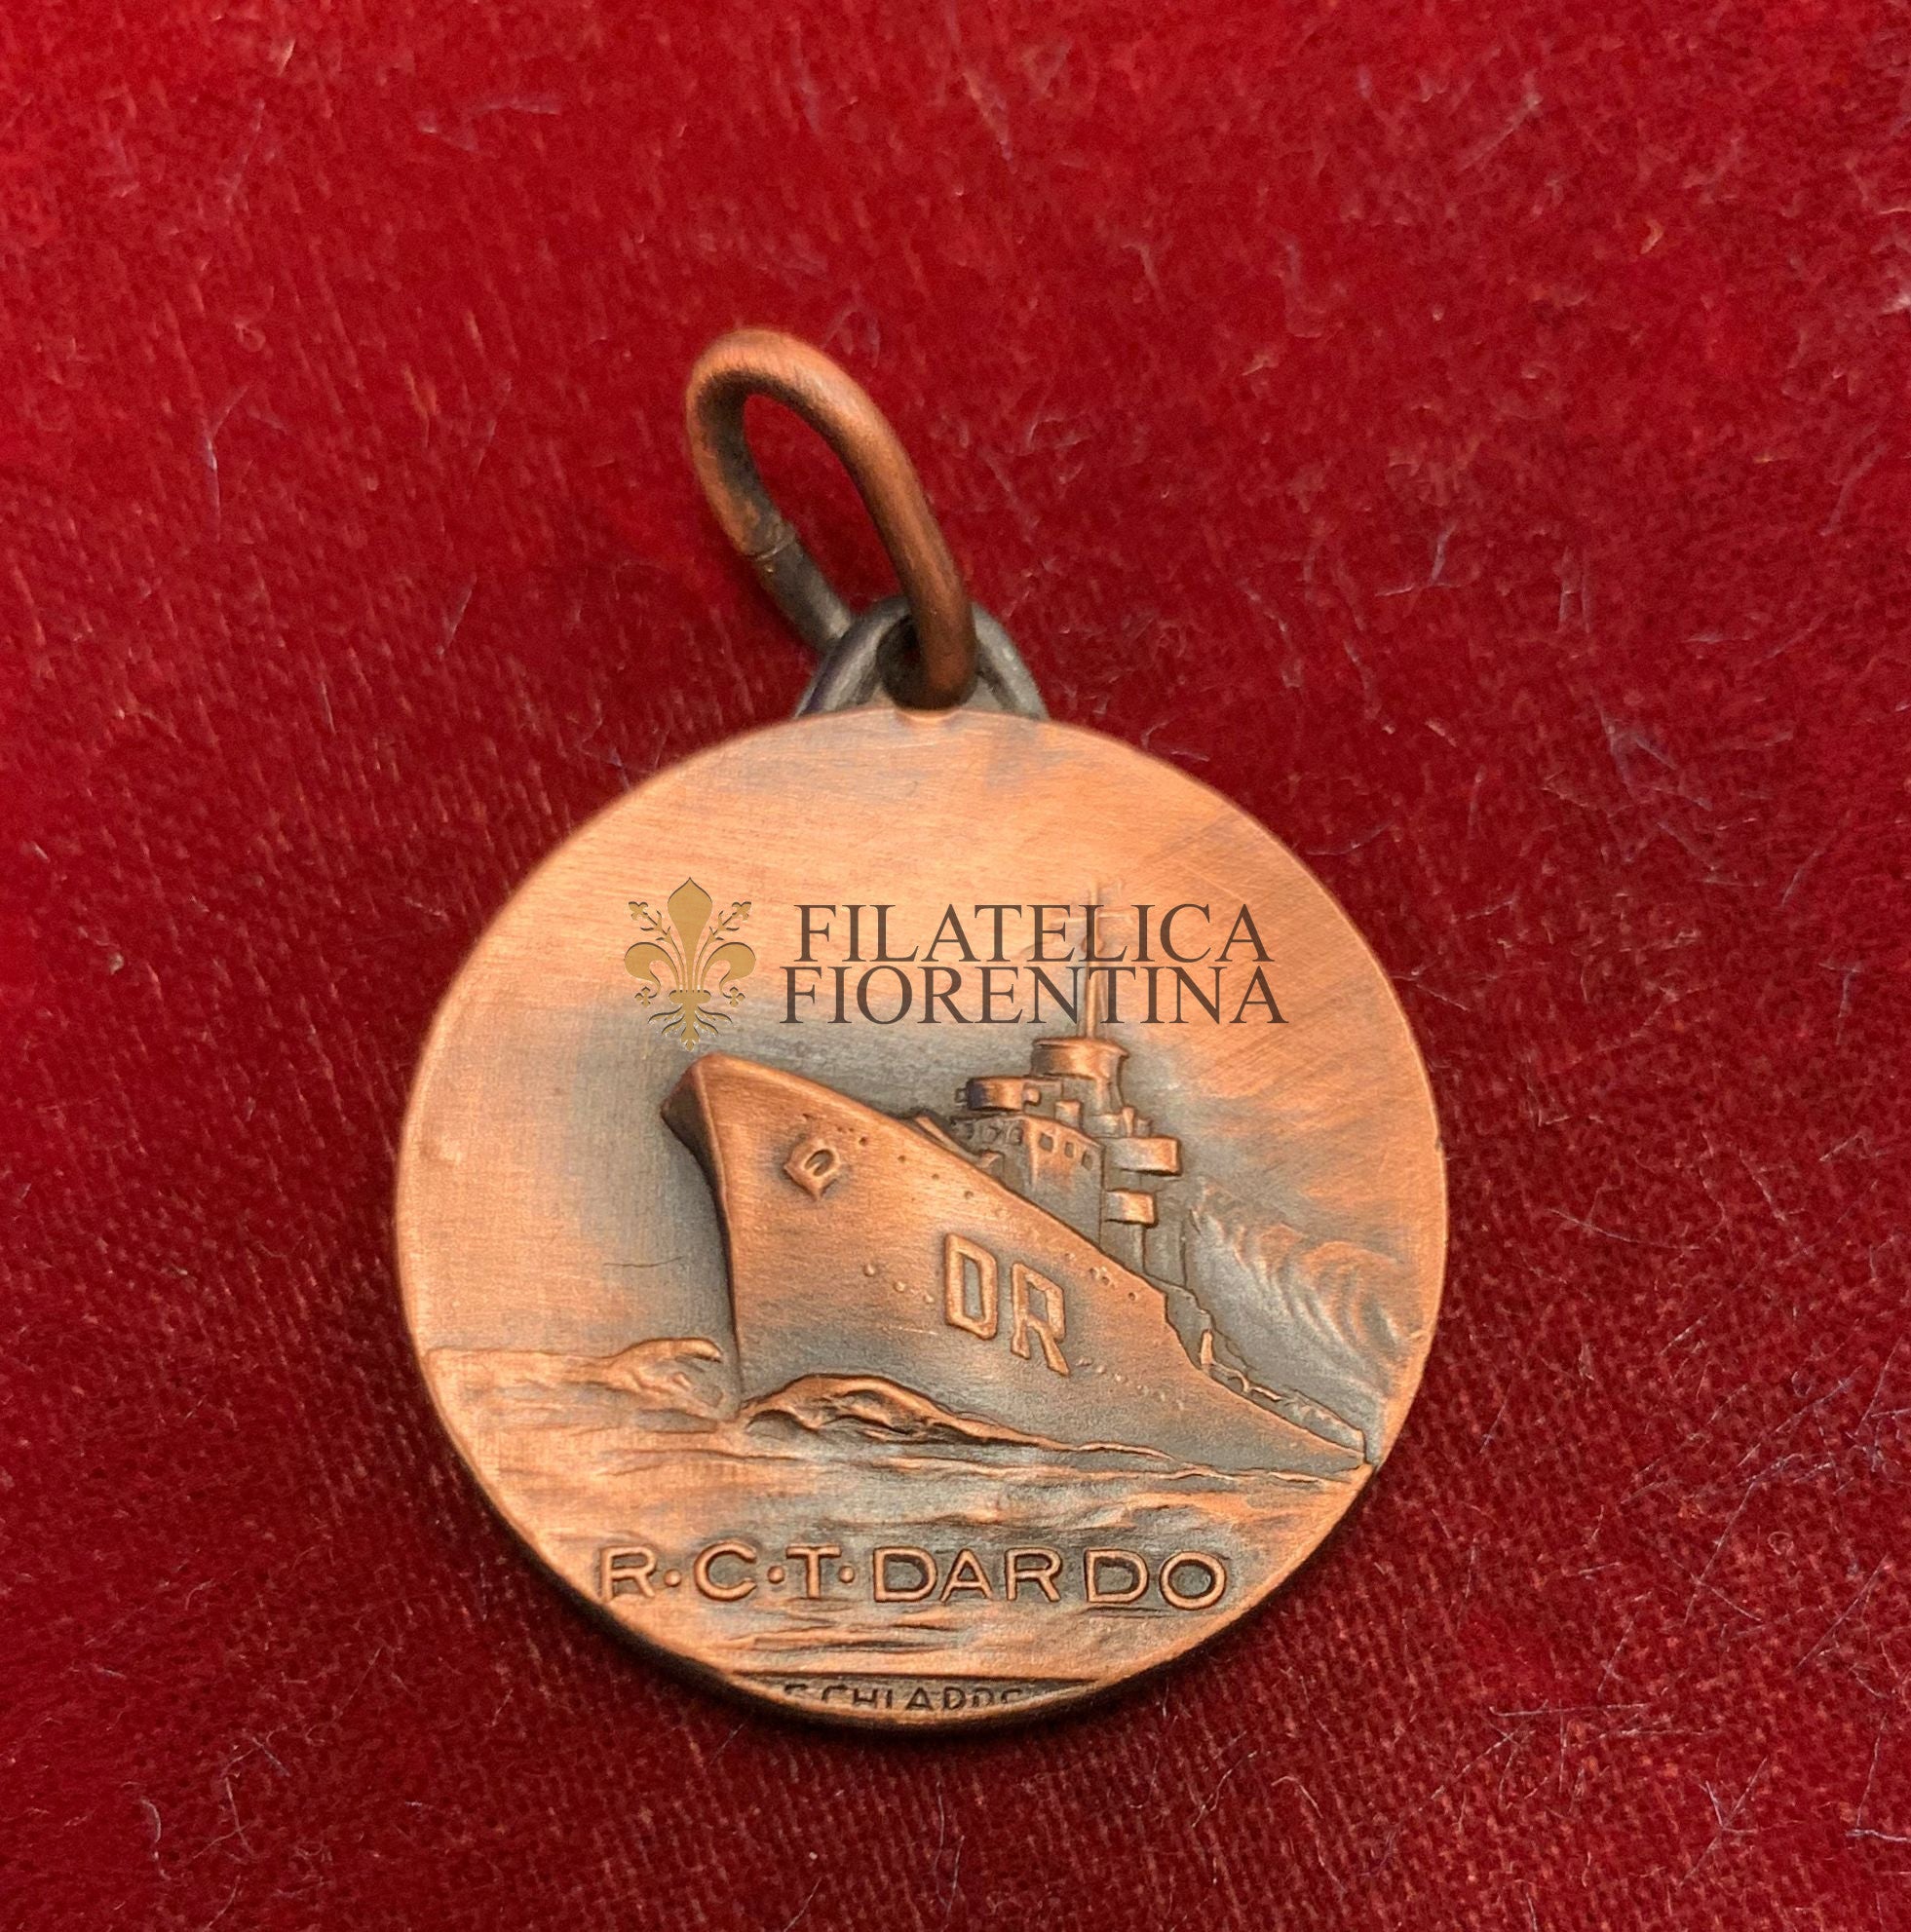 FILATELICA
FIORENTINA
DR
R·C·T·DARDO